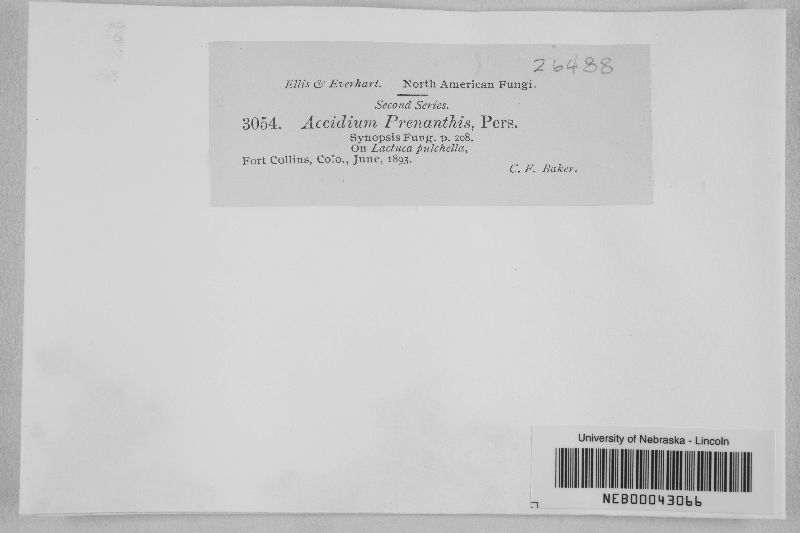 26488
Ellis & Everhart. North American Fungi.
Second Series.
3054. Aecidium Prenanthis, Pers.
Synopsis Fung. p. 208.
On Lactuca pulchella,
Fort Collins, Colo., June, 1893.
C. F. Baker.
University of Nebraska - Lincoln
NEB00043066